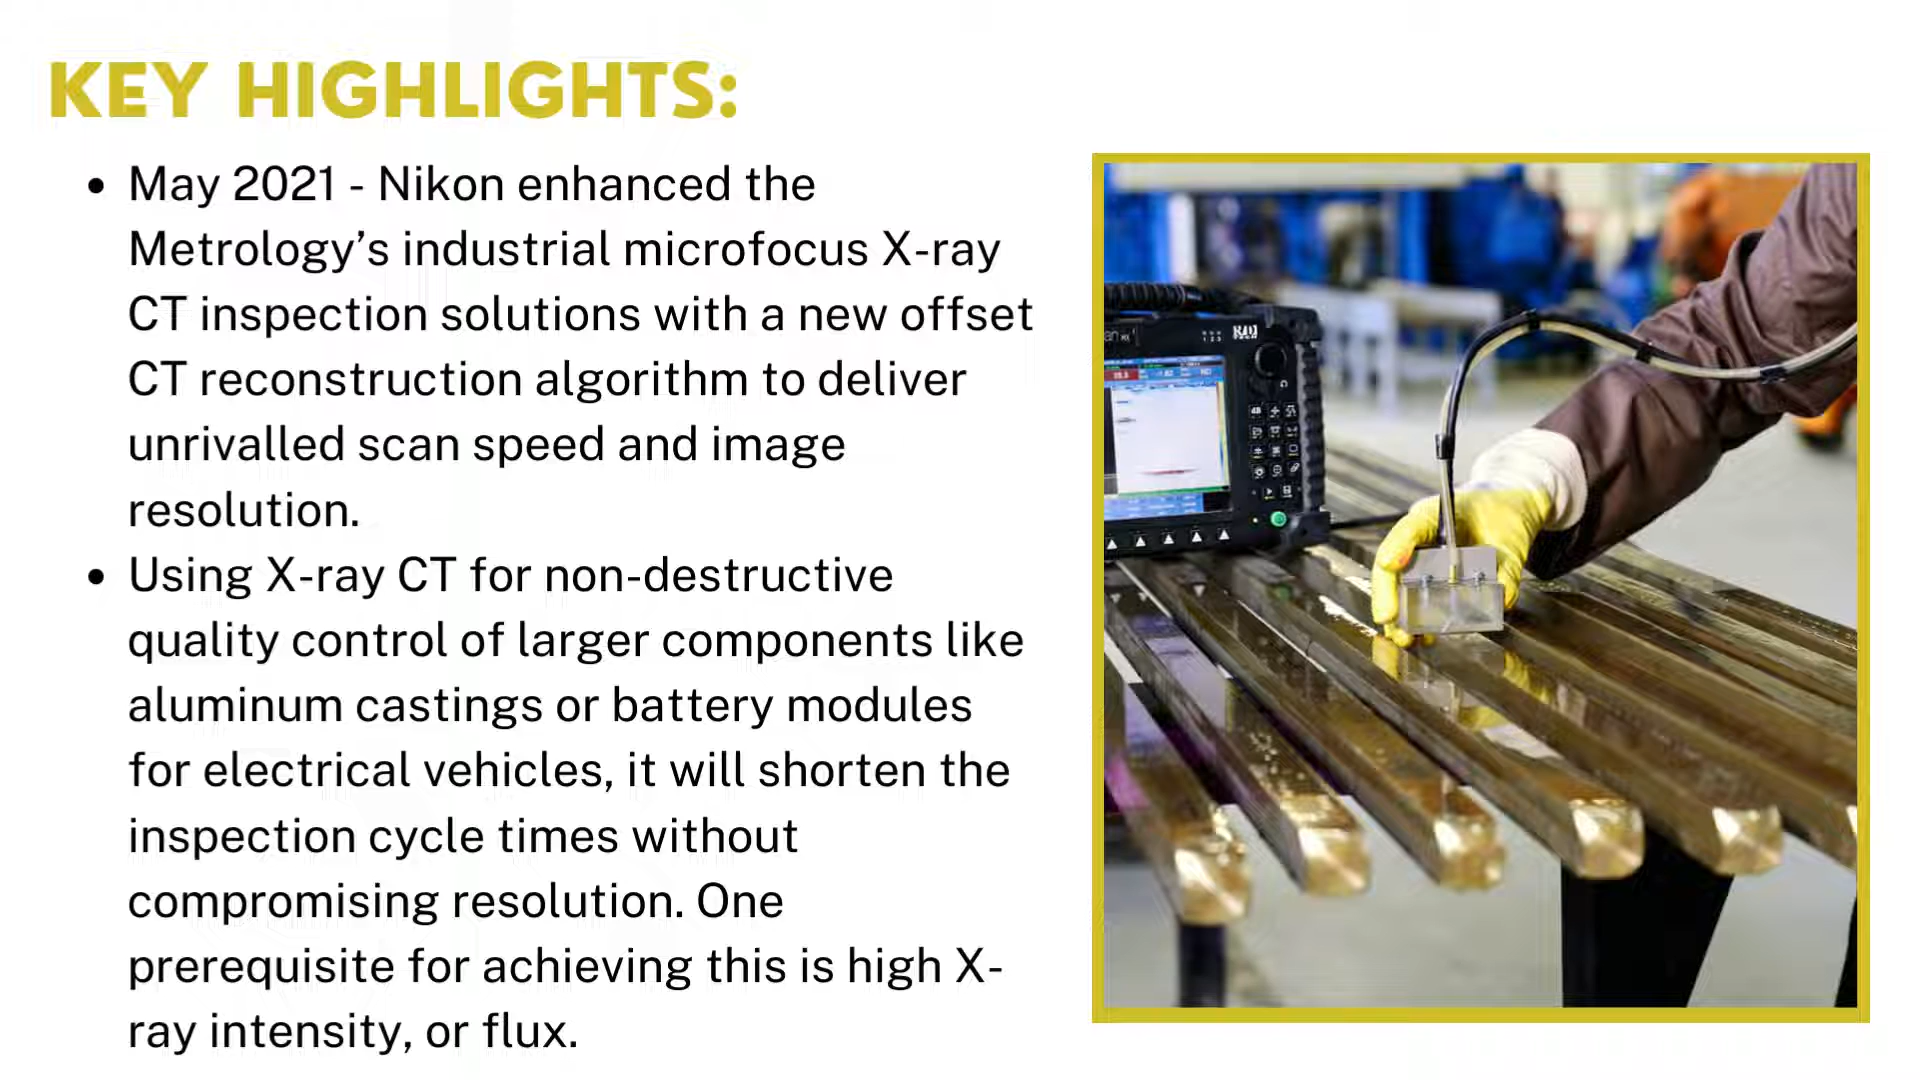 KEY HIGHLIGHTS:
• May 2021 - Nikon enhanced the
Metrology’s industrial microfocus X-ray
CT inspection solutions with a new offset
CT reconstruction algorithm to deliver
unrivalled scan speed and image
resolution.
• Using X-ray CT for non-destructive
quality control of larger components like
aluminum castings or battery modules
for electrical vehicles, it will shorten the
inspection cycle times without
compromising resolution. One
prerequisite for achieving this is high X-
ray intensity, or flux.